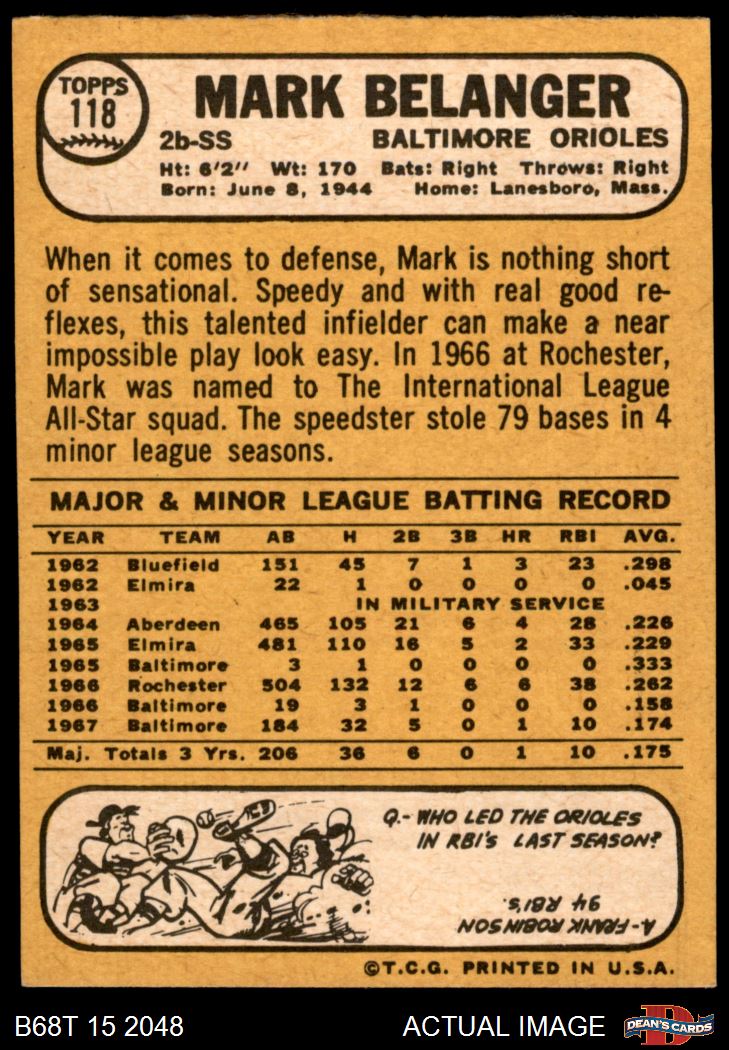 TOPPS
118
MARK BELANGER
2b-SS BALTIMORE ORIOLES
Ht: 6'2" Wt: 170 Bats: Right Throws: Right
Born: June 8, 1944 Home: Lanesboro, Mass.
When it comes to defense, Mark is nothing short
of sensational. Speedy and with real good re-
flexes, this talented infielder can make a near
impossible play look easy. In 1966 at Rochester,
Mark was named to The International League
All-Star squad. The speedster stole 79 bases in 4
minor league seasons.
MAJOR & MINOR LEAGUE BATTING RECORD
YEAR TEAM AB H 2B 3B HR RBI AVG.
1962 Bluefield 151 45 7 1 3 23 .298
1962 Elmira 22 1 0 0 0 0 .045
1963 IN MILITARY SERVICE
1964 Aberdeen 465 105 21 6 4 28 .226
1965 Elmira 481 110 16 5 2 33 .229
1965 Baltimore 3 1 0 0 0 0 .333
1966 Rochester 504 132 12 6 6 38 .262
1966 Baltimore 19 3 1 0 0 0 .158
1967 Baltimore 184 32 5 0 1 10 .174
Maj. Totals 3 Yrs. 206 36 6 0 1 10 .175
Q.- WHO LED THE ORIOLES
IN RBI'S LAST SEASON?
A- FRANK ROBINSON
94 RBI'S.
©T.C.G. PRINTED IN U.S.A.
B68T 15 2048 ACTUAL IMAGE DEAN'S CARDS